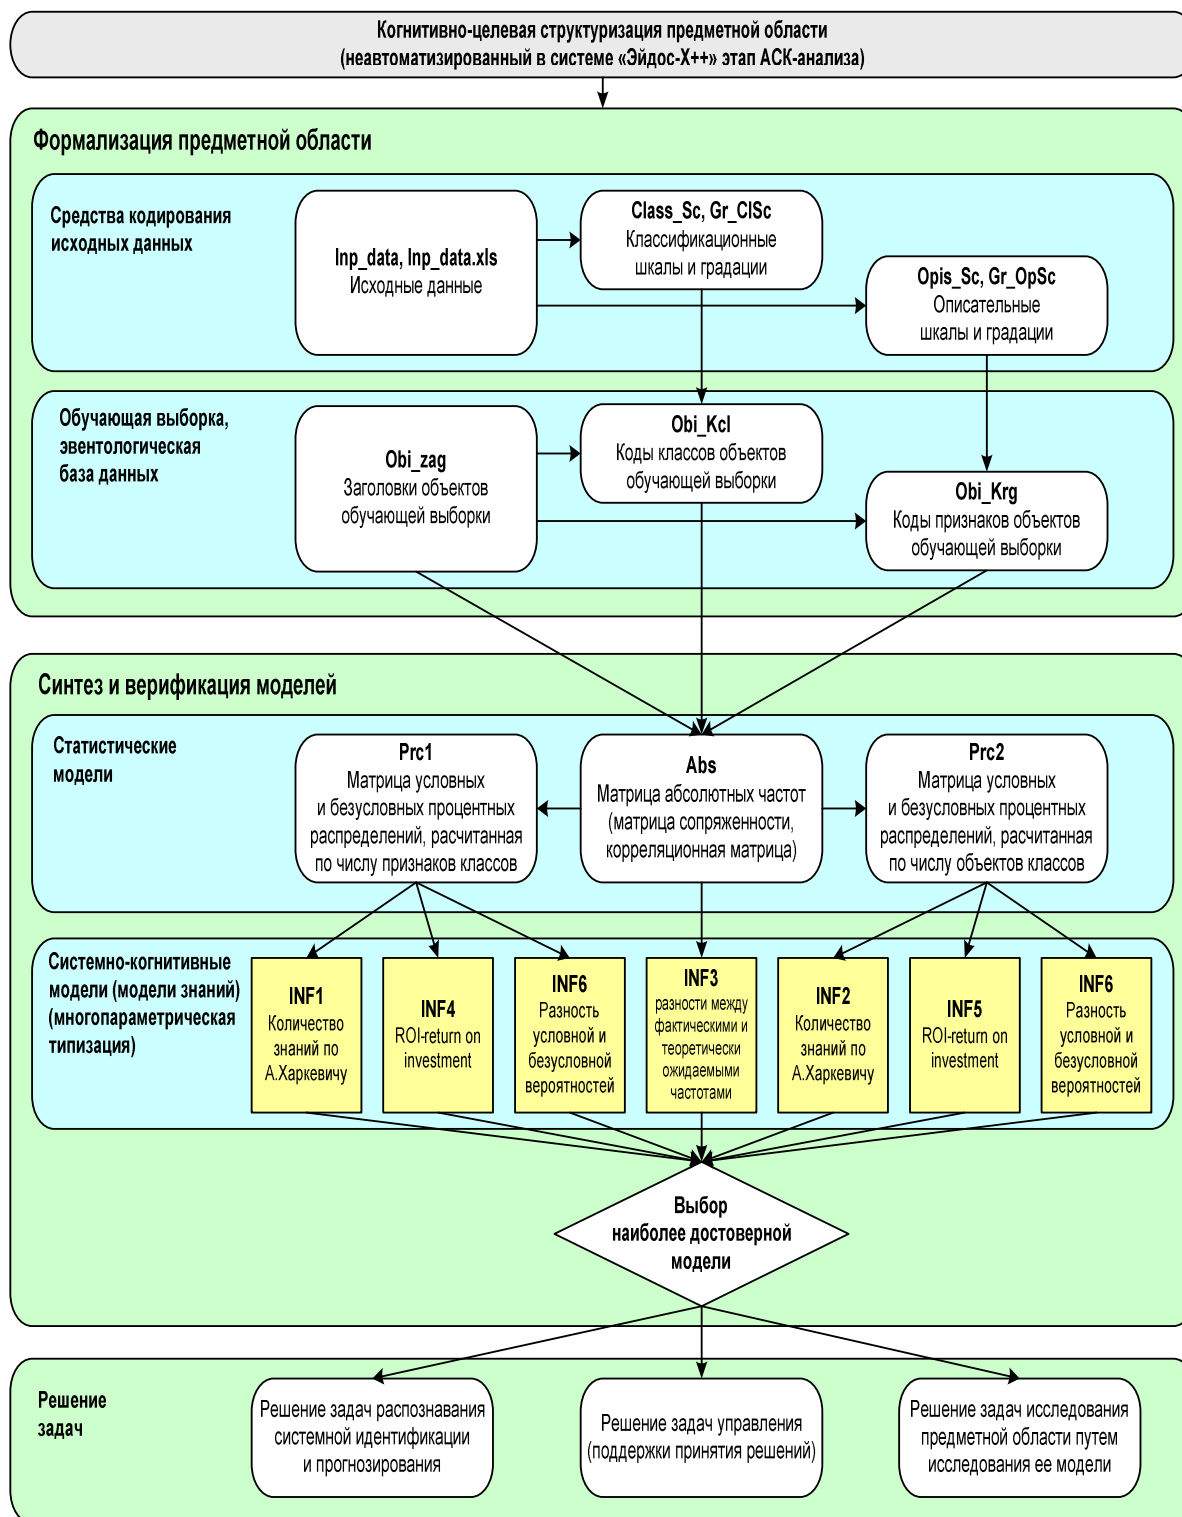 Когнитивно-целевая структуризация предметной области
(неавтоматизированный в системе «Эйдос-Х++» этап АСК-анализа)
Формализация предметной области
Средства кодирования
исходных данных
Inp_data, Inp_data.xls
Исходные данные
Class_Sc, Gr_ClSc
Классификационные
шкалы и градации
Opis_Sc, Gr_OpSc
Описательные
шкалы и градации
Обучающая выборка,
эвентологическая
база данных
Obi_zag
Заголовки объектов
обучающей выборки
Obi_Kcl
Коды классов объектов
обучающей выборки
Obi_Krg
Коды признаков объектов
обучающей выборки
Синтез и верификация моделей
Статистические
модели
Prc1
Матрица условных
и безусловных процентных
распределений, расчитанная
по числу признаков классов
Abs
Матрица абсолютных частот
(матрица сопряженности,
корреляционная матрица)
Prc2
Матрица условных
и безусловных процентных
распределений, расчитанная
по числу объектов классов
Системно-когнитивные
модели (модели знаний)
(многопараметрическая
типизация)
INF1
Количество
знаний по
А.Харкевичу
INF4
ROI-return on
investment
INF6
Разность
условной и
безусловной
вероятностей
INF3
разности между
фактическими и
теоретически
ожидаемыми
частотами
INF2
Количество
знаний по
А.Харкевичу
INF5
ROI-return on
investment
INF6
Разность
условной и
безусловной
вероятностей
Выбор
наиболее достоверной
модели
Решение
задач
Решение задач распознавания
системной идентификации
и прогнозирования
Решение задач управления
(поддержки принятия решений)
Решение задач исследования
предметной области путем
исследования ее модели